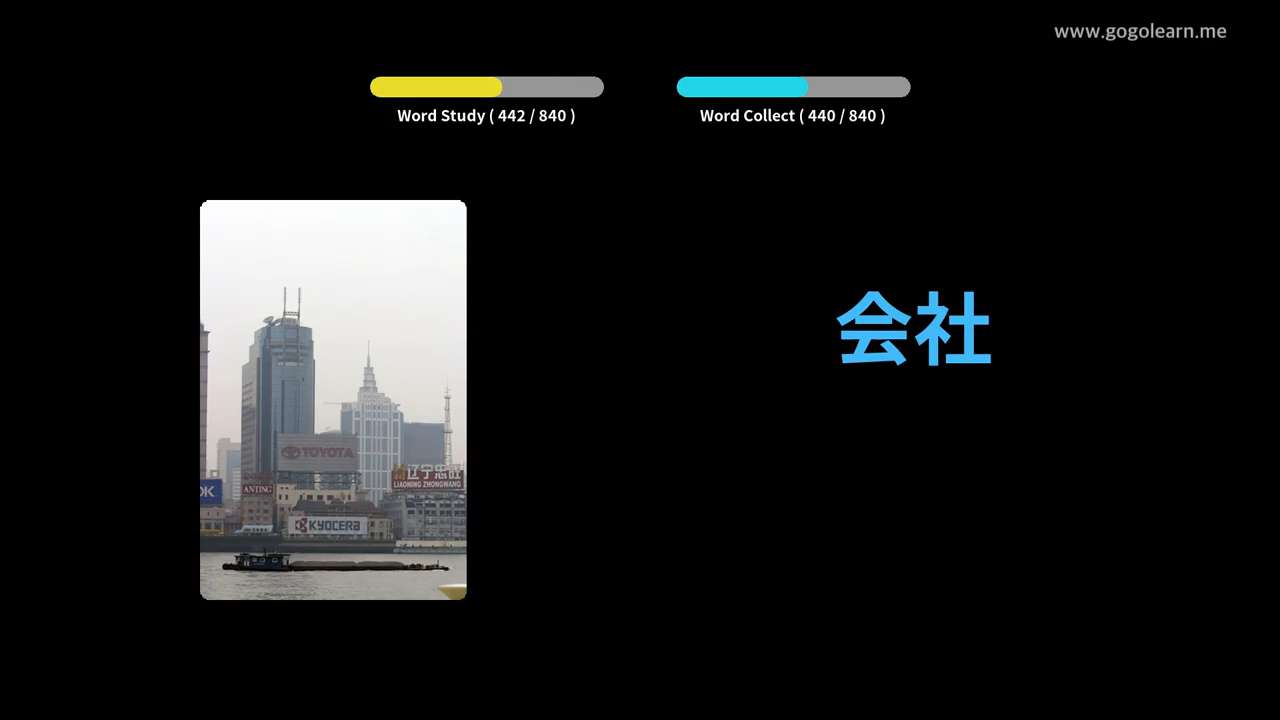 www.gogolearn.me
Word Study ( 442 / 840 )
Word Collect ( 440 / 840 )
会社
TOYOTA
辽宁忠旺
LIAONING ZHONGWANG
ANTING
OK
KYOCERA